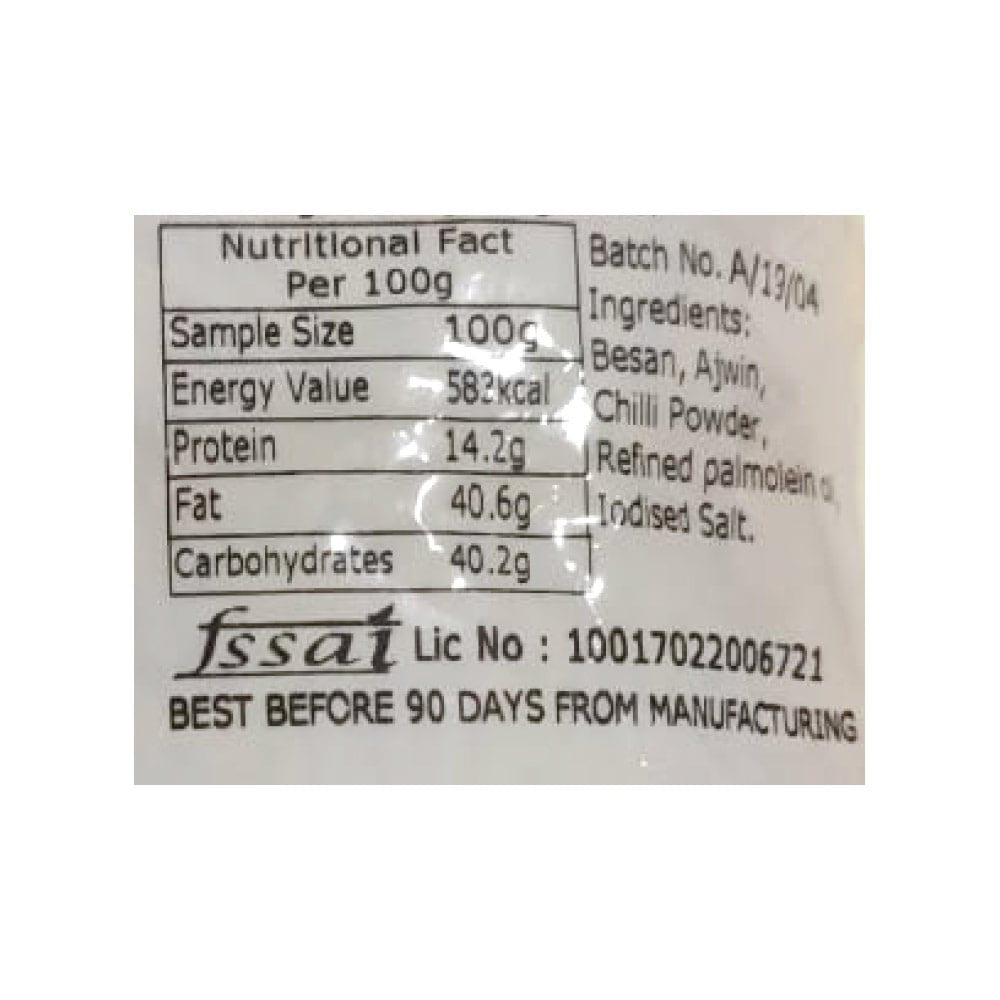 Nutritional Fact
Per 100g
Sample Size 100g
Energy Value 583kcal
Protein 14.2g
Fat 40.6g
Carbohydrates 40.2g
Batch No. A/13/04
Ingredients:
Besan, Ajwin,
Chilli Powder,
Refined palmolein
Iodised Salt.
fssai Lic No : 10017022006721
BEST BEFORE 90 DAYS FROM MANUFACTURING